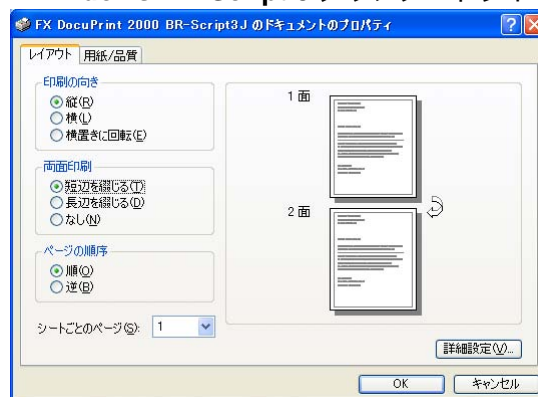 FX DocuPrint 2000 BR-Script3J のドキュメントのプロパティ
レイアウト 用紙/品質
印刷の向き
縦(R)
横(L)
横置きに回転(E)
両面印刷
短辺を綴じる(T)
長辺を綴じる(D)
なし(N)
ページの順序
順(O)
逆(B)
シートごとのページ(S): 1
1 面
2 面
詳細設定(V)...
OK キャンセル